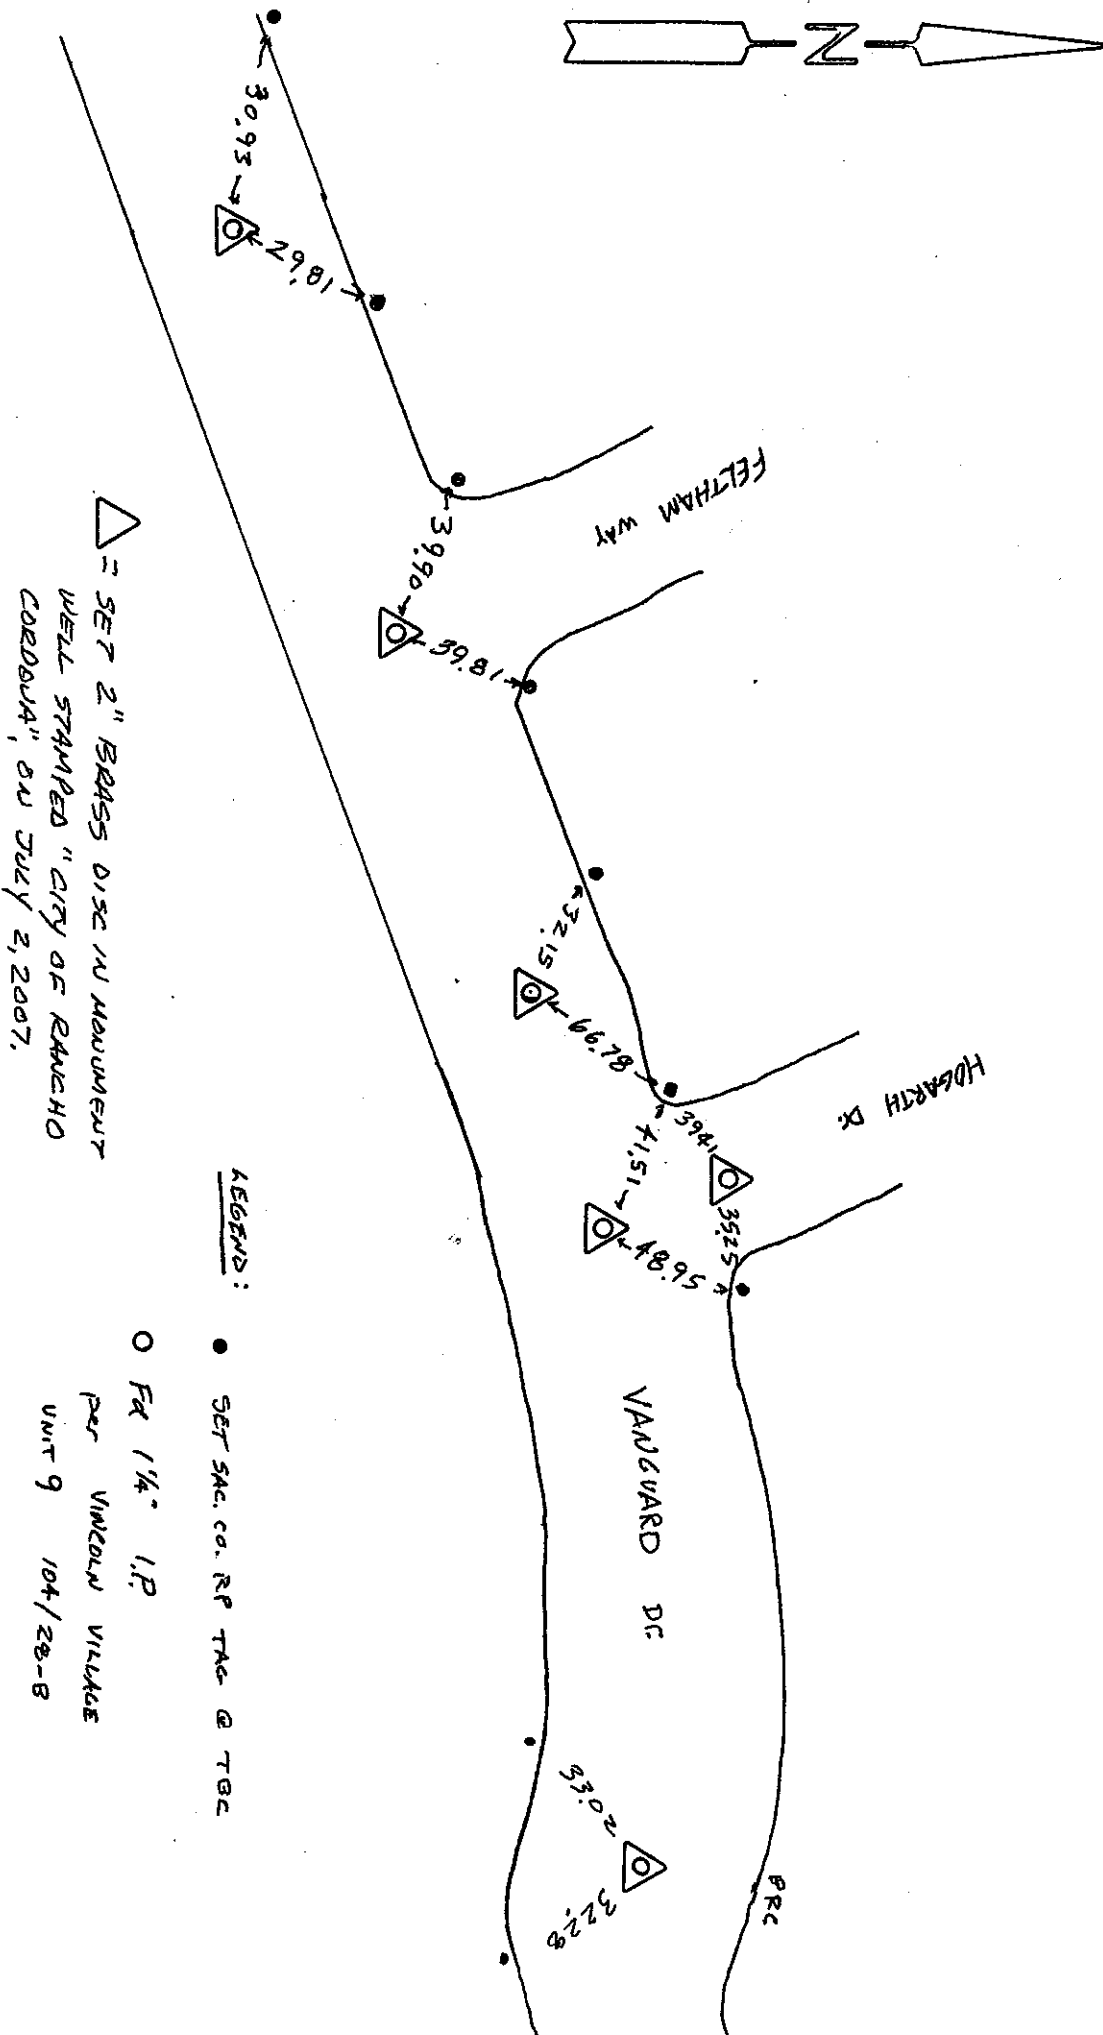 N
30.93
29.81
FELTHAM WAY
39.90
39.81
32.15
66.78
HOGARTH Dr.
39.41
35.25
41.51
48.95
VANGUARD Dr.
33.02
32.28
PRC
= SET 2" BRASS DISC IN MONUMENT
WELL STAMPED "CITY OF RANCHO
CORDOVA", ON JULY 2, 2007.
LEGEND:
SET SAC. CO. RP TAG @ TBC
Fd 1¼" I.P.
per VINCOLN VILLAGE
UNIT 9 104/28-B